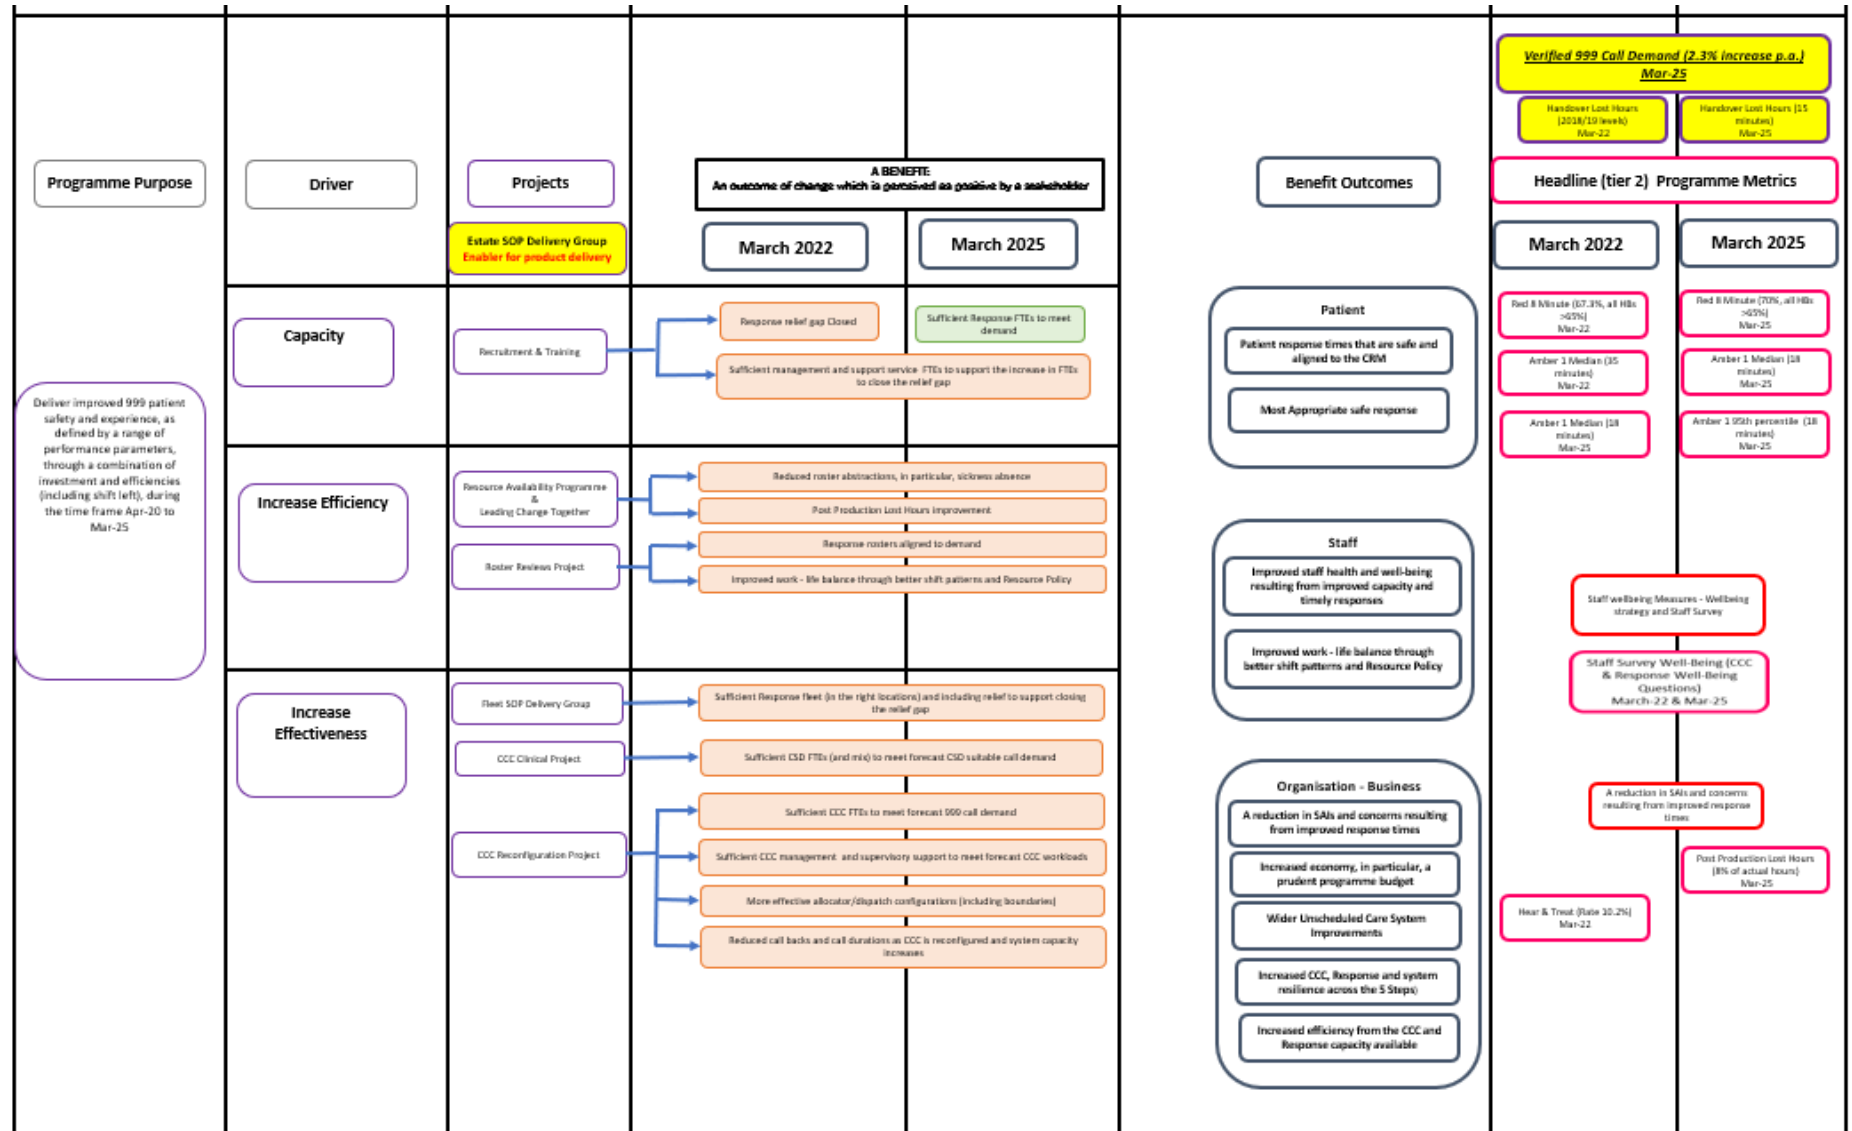 Verified 999 Call Demand (2.3% increase p.a.)
Mar-25
Handover Lost Hours
(2018/19 levels)
Mar-22
Handover Lost Hours (15
minutes)
Mar-25
Programme Purpose
Driver
Projects
A BENEFIT:
An outcome of change which is perceived as positive by a stakeholder
Benefit Outcomes
Headline (tier 2) Programme Metrics
Estate SOP Delivery Group
Enabler for product delivery
March 2022
March 2025
March 2022
March 2025
Deliver improved 999 patient
safety and experience, as
defined by a range of
performance parameters,
through a combination of
investment and efficiencies
(including shift left), during
the time frame Apr-20 to
Mar-25
Capacity
Recruitment & Training
Response relief gap Closed
Sufficient Response FTEs to meet
demand
Sufficient management and support service FTEs to support the increase in FTEs
to close the relief gap
Increase Efficiency
Resource Availability Programme
&
Leading Change Together
Roster Reviews Project
Reduced roster abstractions, in particular, sickness absence
Post Production Lost Hours improvement
Response rosters aligned to demand
Improved work - life balance through better shift patterns and Resource Policy
Increase
Effectiveness
Fleet SOP Delivery Group
CCC Clinical Project
CCC Reconfiguration Project
Sufficient Response fleet (in the right locations) and including relief to support closing
the relief gap
Sufficient CSD FTEs (and mix) to meet forecast CSD suitable call demand
Sufficient CCC FTEs to meet forecast 999 call demand
Sufficient CCC management and supervisory support to meet forecast CCC workloads
More effective allocator/dispatch configurations (including boundaries)
Reduced call backs and call durations as CCC is reconfigured and system capacity
increases
Patient
Patient response times that are safe and
aligned to the CRM
Most Appropriate safe response
Staff
Improved staff health and well-being
resulting from improved capacity and
timely responses
Improved work - life balance through
better shift patterns and Resource Policy
Organisation - Business
A reduction in SAIs and concerns resulting
from improved response times
Increased economy, in particular, a
prudent programme budget
Wider Unscheduled Care System
Improvements
Increased CCC, Response and system
resilience across the 5 Steps)
Increased efficiency from the CCC and
Response capacity available
Red 8 Minute (67.3%, all HBs
>65%)
Mar-22
Red 8 Minute (70%, all HBs
>65%)
Mar-25
Amber 1 Median (35
minutes)
Mar-22
Amber 1 Median (18
minutes)
Mar-25
Amber 1 Median (18
minutes)
Mar-25
Amber 1 95th percentile (18
minutes)
Mar-25
Staff wellbeing Measures - Wellbeing
strategy and Staff Survey
Staff Survey Well-Being (CCC
& Response Well-Being
Questions)
March-22 & Mar-25
A reduction in SAIs and concerns
resulting from improved response
times
Post Production Lost Hours
(8% of actual hours)
Mar-25
Hear & Treat (Rate 10.2%)
Mar-22